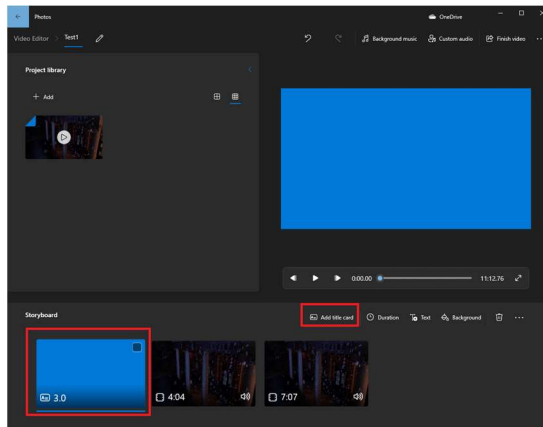 Photos
OneDrive
Video Editor
Test1
Background music
Custom audio
Finish video
Project library
Add
0:00.00
11:12.76
Storyboard
Add title card
Duration
Text
Background
3.0
4:04
7:07